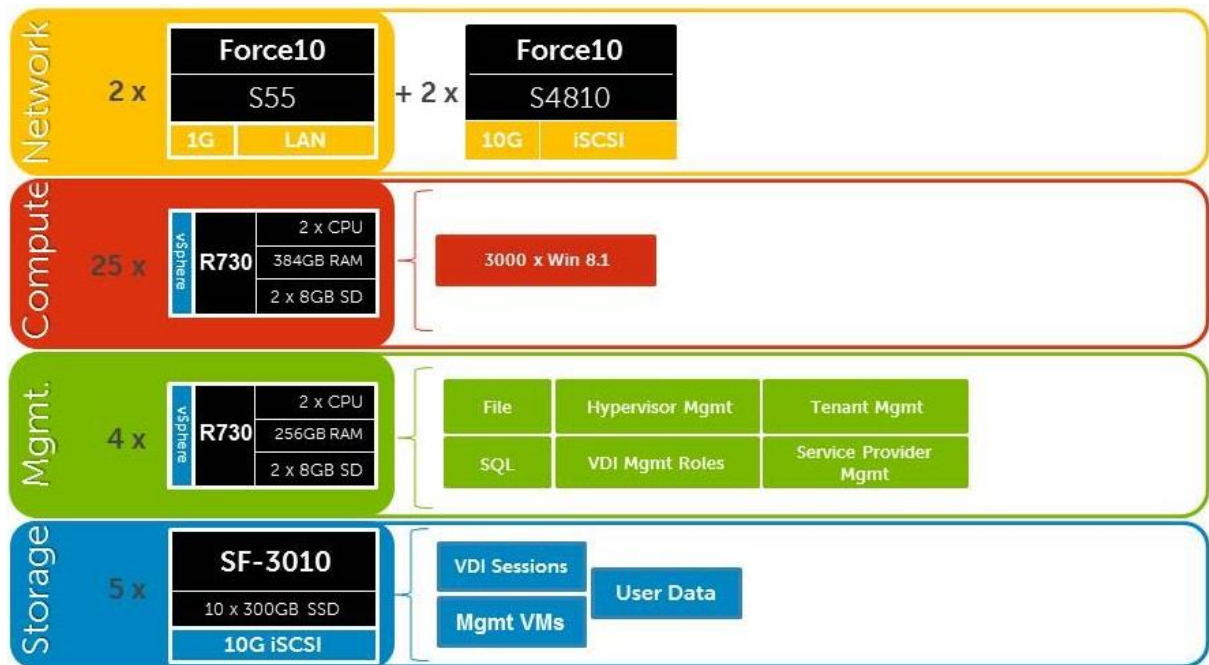 Network
2 x
Force10
S55
1G
LAN
+ 2 x
Force10
S4810
10G
iSCSI
Compute
25 x
vSphere
R730
2 x CPU
384GB RAM
2 x 8GB SD
3000 x Win 8.1
Mgmt.
4 x
vSphere
R730
2 x CPU
256GB RAM
2 x 8GB SD
File
Hypervisor Mgmt
Tenant Mgmt
SQL
VDI Mgmt Roles
Service Provider
Mgmt
Storage
5 x
SF-3010
10 x 300GB SSD
10G iSCSI
VDI Sessions
Mgmt VMs
User Data